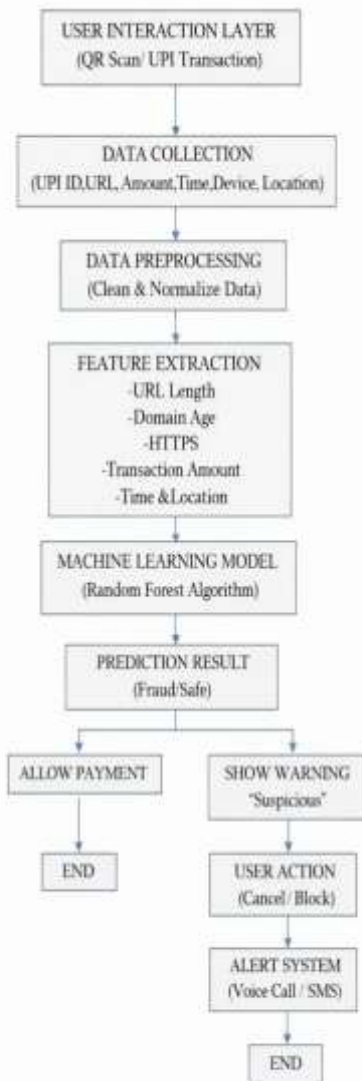 USER INTERACTION LAYER
(QR Scan/ UPI Transaction)
DATA COLLECTION
(UPI ID,URL, Amount,Time,Device, Location)
DATA PREPROCESSING
(Clean & Normalize Data)
FEATURE EXTRACTION
-URL Length
-Domain Age
-HTTPS
-Transaction Amount
-Time &Location
MACHINE LEARNING MODEL
(Random Forest Algorithm)
PREDICTION RESULT
(Fraud/Safe)
ALLOW PAYMENT
SHOW WARNING
“Suspicious”
END
USER ACTION
(Cancel / Block)
ALERT SYSTEM
(Voice Call / SMS)
END